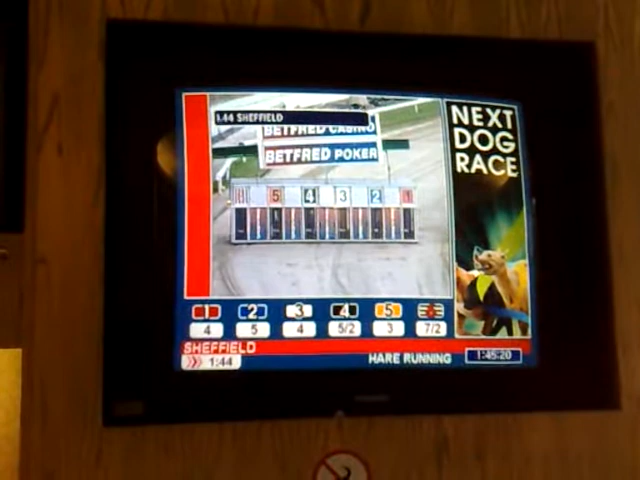 1.44 SHEFFIELD
BETFRED CASINO
BETFRED POKER
5 4 3 2 1
NEXT
DOG
RACE
1 2 3 4 5 6
4 5 4 5/2 3 7/2
SHEFFIELD
1:44
HARE RUNNING
1:45:20